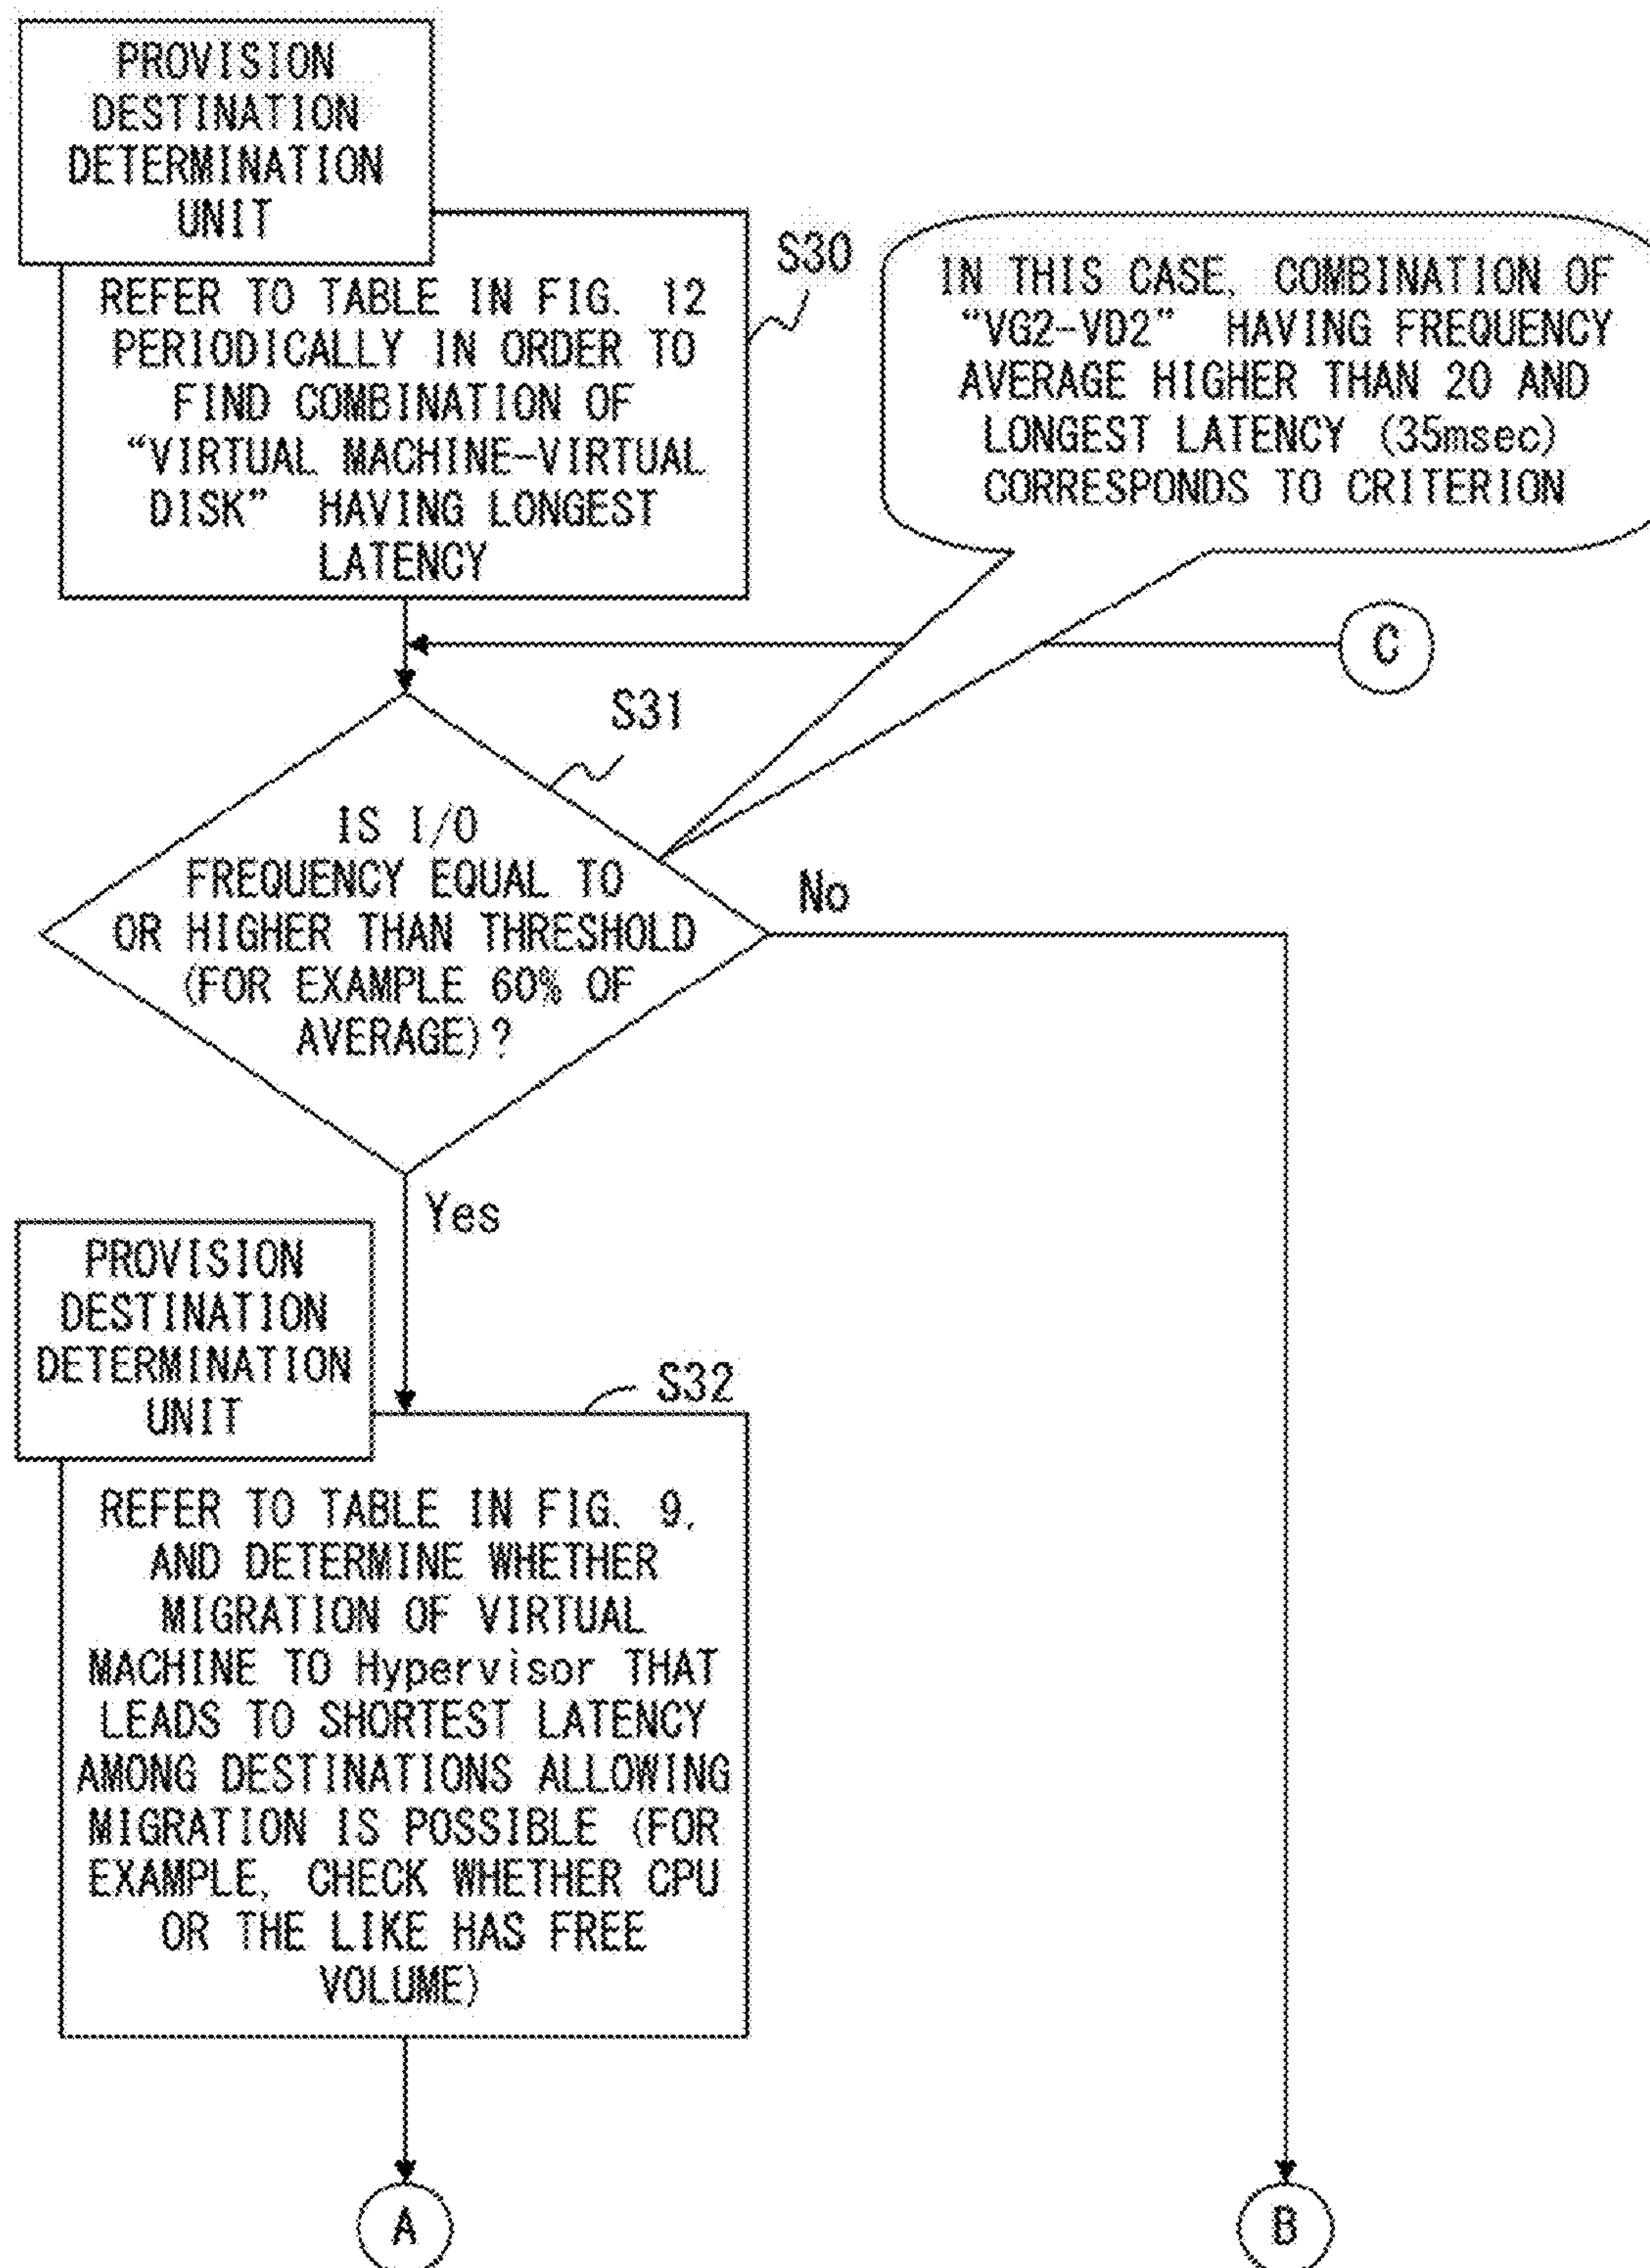 PROVISION
DESTINATION
DETERMINATION
UNIT
S30
REFER TO TABLE IN FIG. 12
PERIODICALLY IN ORDER TO
FIND COMBINATION OF
“VIRTUAL MACHINE-VIRTUAL
DISK” HAVING LONGEST
LATENCY
IN THIS CASE, COMBINATION OF
“VG2-VD2” HAVING FREQUENCY
AVERAGE HIGHER THAN 20 AND
LONGEST LATENCY (35msec)
CORRESPONDS TO CRITERION
C
S31
IS I/O
FREQUENCY EQUAL TO
OR HIGHER THAN THRESHOLD
(FOR EXAMPLE 60% OF
AVERAGE)?
No
Yes
PROVISION
DESTINATION
DETERMINATION
UNIT
S32
REFER TO TABLE IN FIG. 9,
AND DETERMINE WHETHER
MIGRATION OF VIRTUAL
MACHINE TO Hypervisor THAT
LEADS TO SHORTEST LATENCY
AMONG DESTINATIONS ALLOWING
MIGRATION IS POSSIBLE (FOR
EXAMPLE, CHECK WHETHER CPU
OR THE LIKE HAS FREE
VOLUME)
A
B